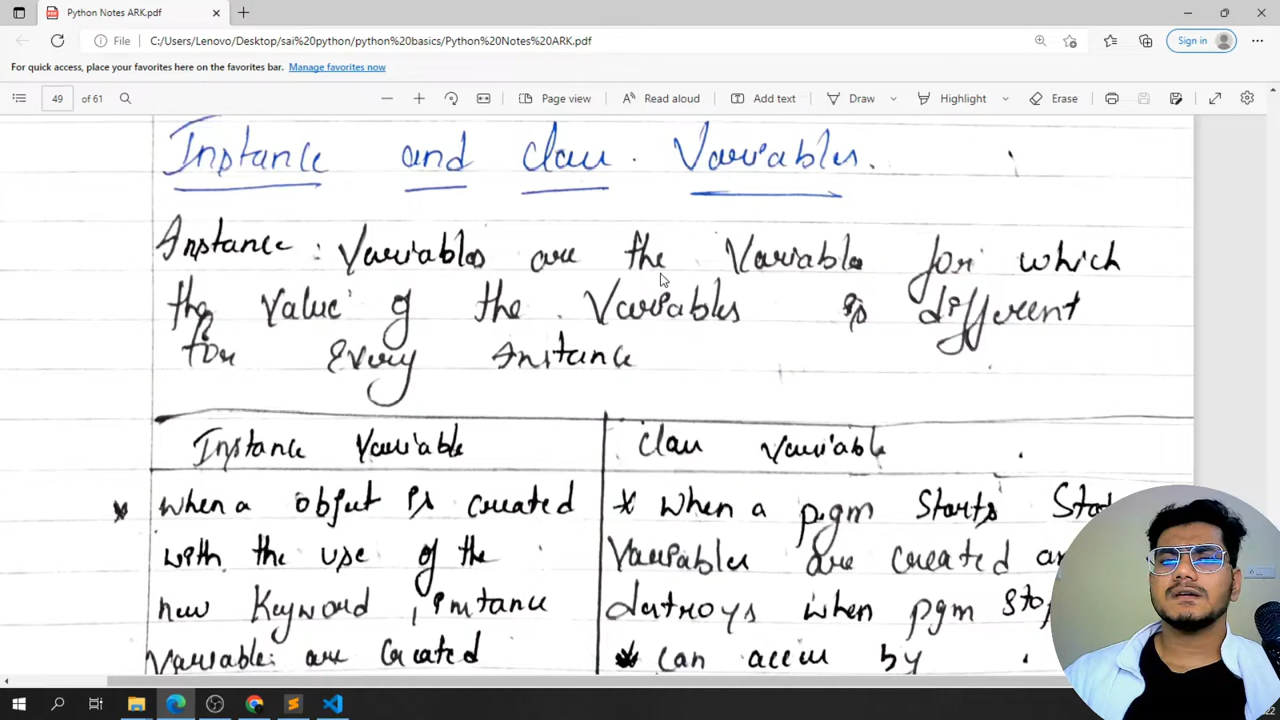 Python Notes ARK.pdf
File C:/Users/Lenovo/Desktop/sai%20python/python%20basics/Python%20Notes%20ARK.pdf
Sign in
For quick access, place your favorites here on the favorites bar. Manage favorites now
49 of 61 Page view Read aloud Add text Draw Highlight Erase
Instance and Class Variables.
Instance : Variables are the Variable for which
the Value of the Variables is different
for Every Instance
Instance Variable
Class Variable
* when a object is created
with the use of the
new Keyword , instance
Variable are Created
* When a pgm Starts
Variables are created
destroys when pgm
* can access by